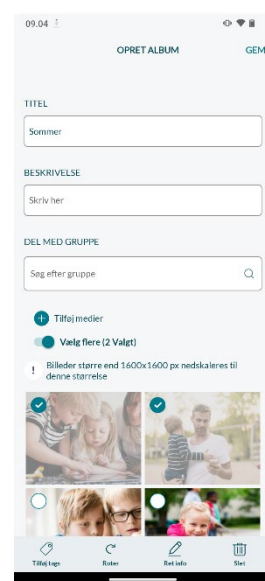 09.04
OPRET ALBUM
GEM
TITEL
Sommer
BESKRIVELSE
Skriv her
DEL MED GRUPPE
Søg efter gruppe
Tilføj medier
Vælg flere (2 Valgt)
! Billeder større end 1600x1600 px nedskaleres til
denne størrelse
Tilføj tags
Roter
Ret info
Slet